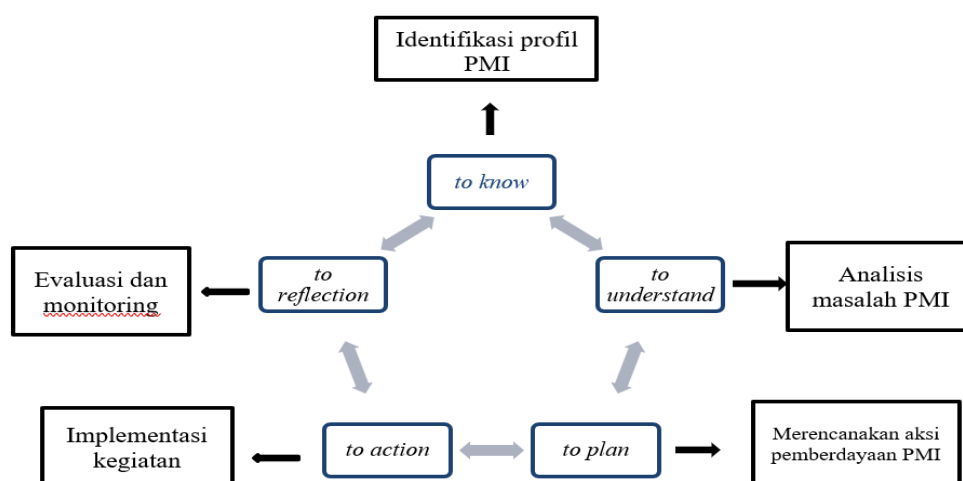 Identifikasi profil
PMI
to know
Evaluasi dan
monitoring
to
reflection
to
understand
Analisis
masalah PMI
Implementasi
kegiatan
to action
to plan
Merencanakan aksi
pemberdayaan PMI